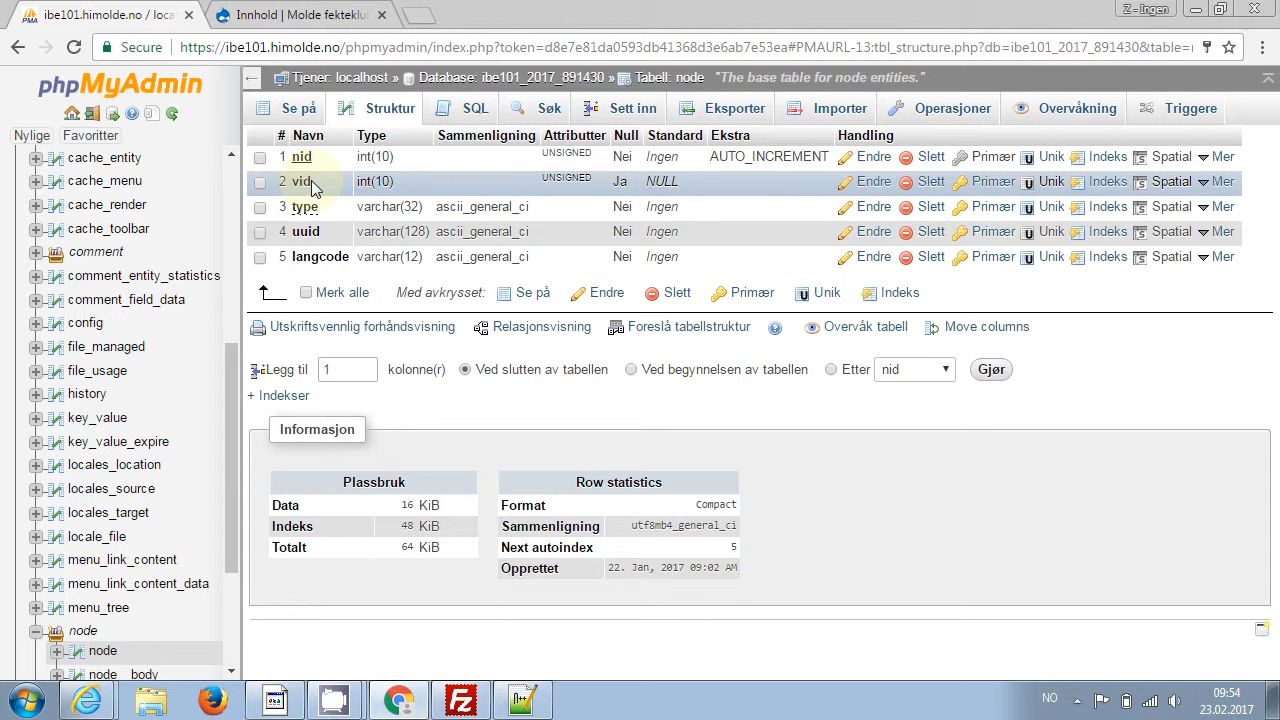 ibe101.himolde.no / loca
Innhold | Molde fekteklu
Z - Ingen
Secure https://ibe101.himolde.no/phpmyadmin/index.php?token=d8e7e81da0593db41368d3e6ab7e53da#PMAURL-13:tbl_structure.php?db=ibe101_2017_891430&table=
phpMyAdmin
Nylige Favoritter
cache_entity
cache_menu
cache_render
cache_toolbar
comment
comment_entity_statistics
comment_field_data
config
file_managed
file_usage
history
key_value
key_value_expire
locales_location
locales_source
locales_target
locale_file
menu_link_content
menu_link_content_data
menu_tree
node
node
node__body
Tjener: localhost » Database: ibe101_2017_891430 » Tabell: node "The base table for node entities."
Se på Struktur SQL Søk Sett inn Eksporter Importer Operasjoner Overvåkning Triggere
# Navn Type Sammenligning Attributter Null Standard Ekstra Handling
1 nid int(10) UNSIGNED Nei Ingen AUTO_INCREMENT Endre Slett Primær Unik Indeks Spatial Mer
2 vid int(10) UNSIGNED Ja NULL Endre Slett Primær Unik Indeks Spatial Mer
3 type varchar(32) ascii_general_ci Nei Ingen Endre Slett Primær Unik Indeks Spatial Mer
4 uuid varchar(128) ascii_general_ci Nei Ingen Endre Slett Primær Unik Indeks Spatial Mer
5 langcode varchar(12) ascii_general_ci Nei Ingen Endre Slett Primær Unik Indeks Spatial Mer
Merk alle Med avkrysset: Se på Endre Slett Primær Unik Indeks
Utskriftsvennlig forhåndsvisning Relasjonsvisning Foreslå tabellstruktur Overvåk tabell Move columns
Legg til 1 kolonne(r) Ved slutten av tabellen Ved begynnelsen av tabellen Etter nid Gjør
+ Indekser
Informasjon
Plassbruk
Data 16 KiB
Indeks 48 KiB
Totalt 64 KiB
Row statistics
Format Compact
Sammenligning utf8mb4_general_ci
Next autoindex 5
Opprettet 22. Jan, 2017 09:02 AM
NO
09:54
23.02.2017